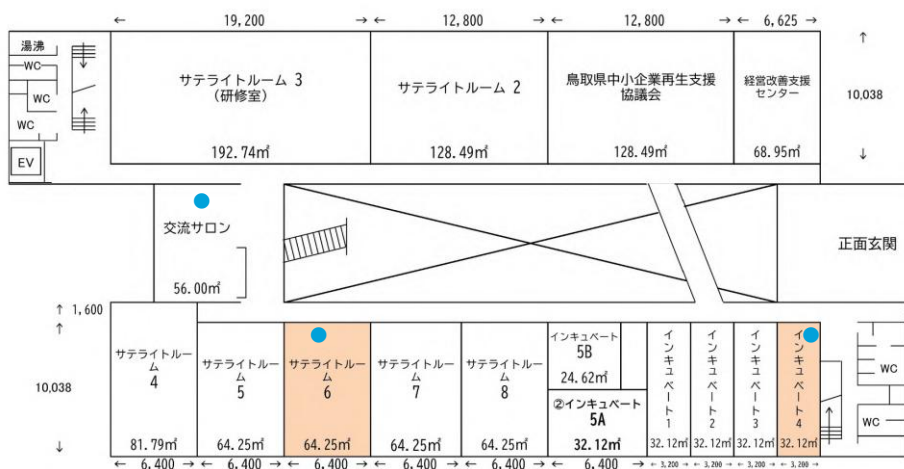 19,200
12,800
12,800
6,625
湯沸
WC
WC
WC
EV
サテライトルーム 3
（研修室）
192.74㎡
サテライトルーム 2
128.49㎡
鳥取県中小企業再生支援
協議会
128.49㎡
経営改善支援
センター
68.95㎡
10,038
交流サロン
56.00㎡
正面玄関
1,600
10,038
サテライトルーム
4
81.79㎡
サテライトルーム
5
64.25㎡
サテライトルーム
6
64.25㎡
サテライトルーム
7
64.25㎡
サテライトルーム
8
64.25㎡
インキュベート
5B
24.62㎡
②インキュベート
5A
32.12㎡
インキュベート1
32.12㎡
インキュベート2
32.12㎡
インキュベート3
32.12㎡
インキュベート4
32.12㎡
WC
WC
6,400
6,400
6,400
6,400
6,400
6,400
3,200
3,200
3,200
3,200